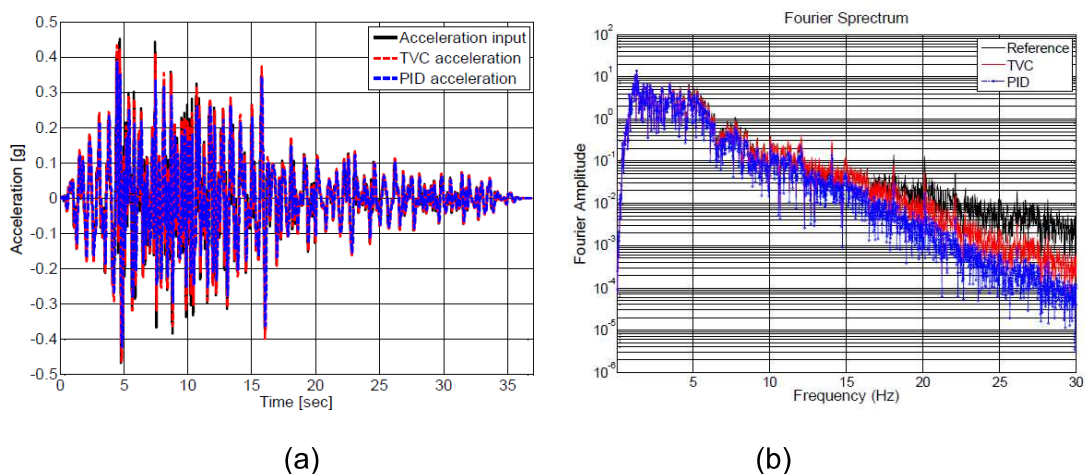 0.5
0.4
0.3
0.2
0.1
0
-0.1
-0.2
-0.3
-0.4
-0.5
Acceleration [g]
Acceleration input
TVC acceleration
PID acceleration
0 5 10 15 20 25 30 35
Time [sec]
(a)
Fourier Sprectrum
10^2
10^1
10^0
10^-1
10^-2
10^-3
10^-4
10^-5
10^-6
Fourier Amplitude
Reference
TVC
PID
5 10 15 20 25 30
Frequency (Hz)
(b)